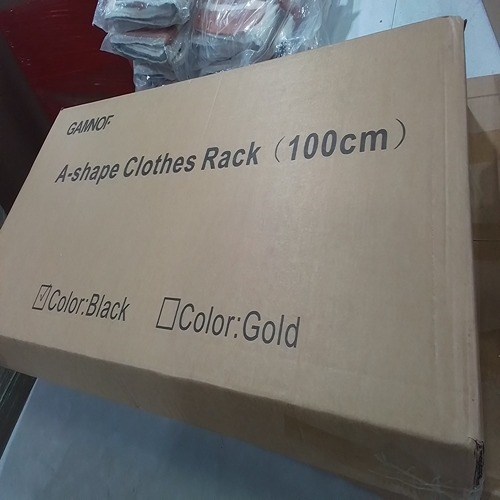 GAMNOF
A-shape Clothes Rack（100cm）
☑Color:Black ☐Color:Gold